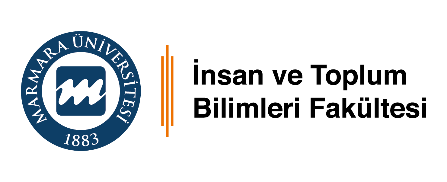 MARMARA ÜNİVERSİTESİ
m
1883
İnsan ve Toplum
Bilimleri Fakültesi